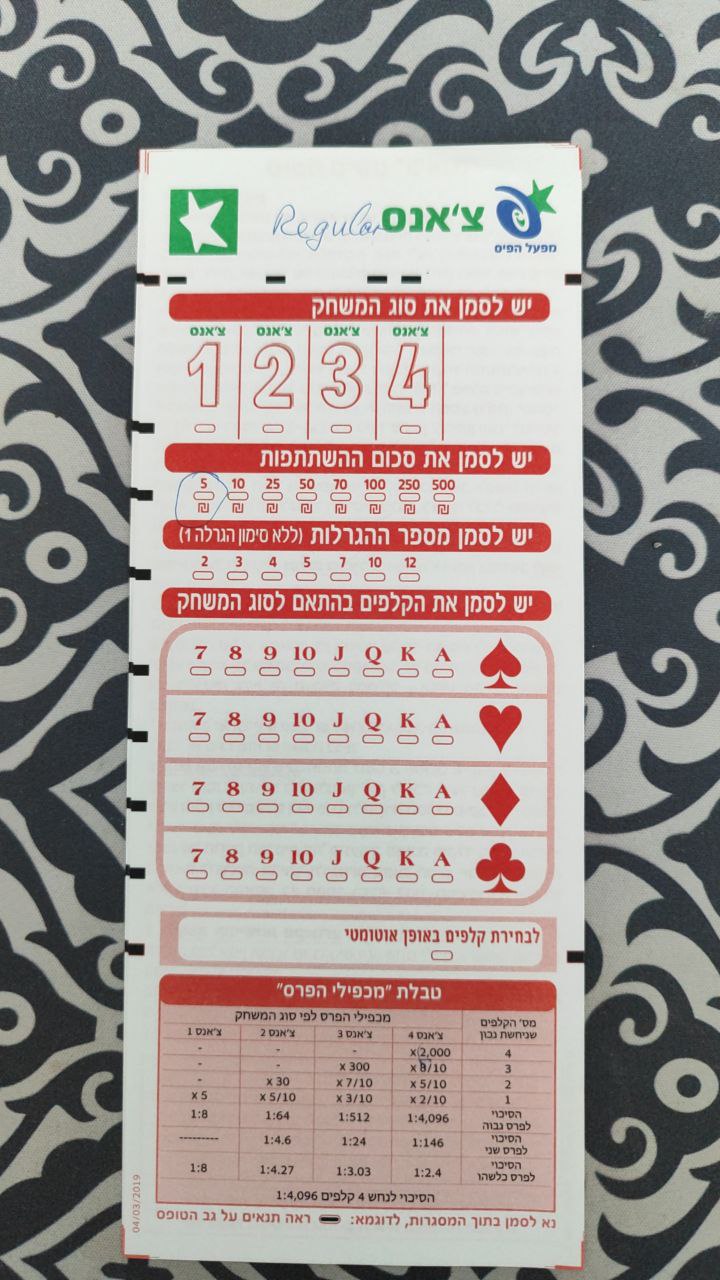 צ'אנס Regular
מפעל הפיס
יש לסמן את סוג המשחק
צ'אנס צ'אנס צ'אנס צ'אנס
1 2 3 4
יש לסמן את סכום ההשתתפות
5 10 25 50 70 100 250 500
₪ ₪ ₪ ₪ ₪ ₪ ₪ ₪
יש לסמן מספר ההגרלות (ללא סימון הגרלה 1)
2 3 4 5 7 10 12
יש לסמן את הקלפים בהתאם לסוג המשחק
7 8 9 10 J Q K A
7 8 9 10 J Q K A
7 8 9 10 J Q K A
7 8 9 10 J Q K A
לבחירת קלפים באופן אוטומטי
טבלת "מכפילי הפרס"
מס' הקלפים שניחשת נכון
מכפילי הפרס לפי סוג המשחק
צ'אנס 4 צ'אנס 3 צ'אנס 2 צ'אנס 1
4 x 2,000 - - -
3 x 8/10 x 300 - -
2 x 5/10 x 7/10 x 30 -
1 x 2/10 x 3/10 x 5/10 x 5
הסיכוי לפרס גבוה 1:4,096 1:512 1:64 1:8
הסיכוי לפרס שני 1:146 1:24 1:4.6 ---------
הסיכוי לפרס כלשהו 1:2.4 1:3.03 1:4.27 1:8
הסיכוי לנחש 4 קלפים 1:4,096
נא לסמן בתוך המסגרות, לדוגמא: ראה תנאים על גב הטופס
04/03/2019